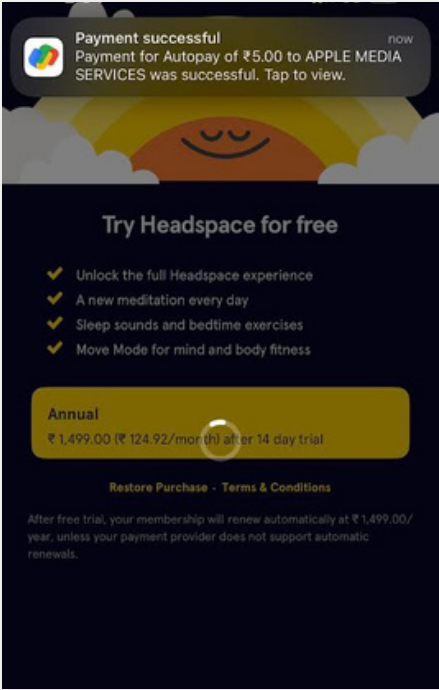 Payment successful
now
Payment for Autopay of ₹5.00 to APPLE MEDIA
SERVICES was successful. Tap to view.
Try Headspace for free
Unlock the full Headspace experience
A new meditation every day
Sleep sounds and bedtime exercises
Move Mode for mind and body fitness
Annual
₹ 1,499.00 (₹ 124.92/month) after 14 day trial
Restore Purchase - Terms & Conditions
After free trial, your membership will renew automatically at ₹ 1,499.00/
year, unless your payment provider does not support automatic
renewals.